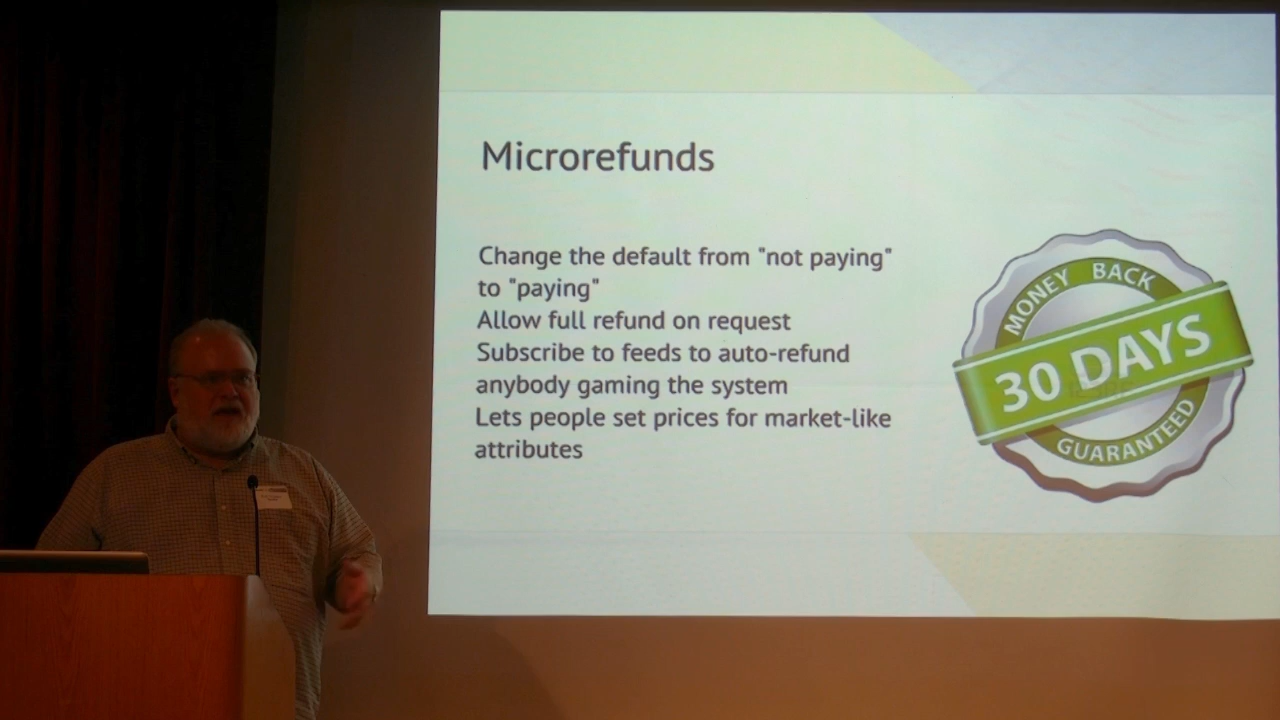 Microrefunds
Change the default from "not paying"
to "paying"
Allow full refund on request
Subscribe to feeds to auto-refund
anybody gaming the system
Lets people set prices for market-like
attributes
MONEY BACK
30 DAYS
GUARANTEED